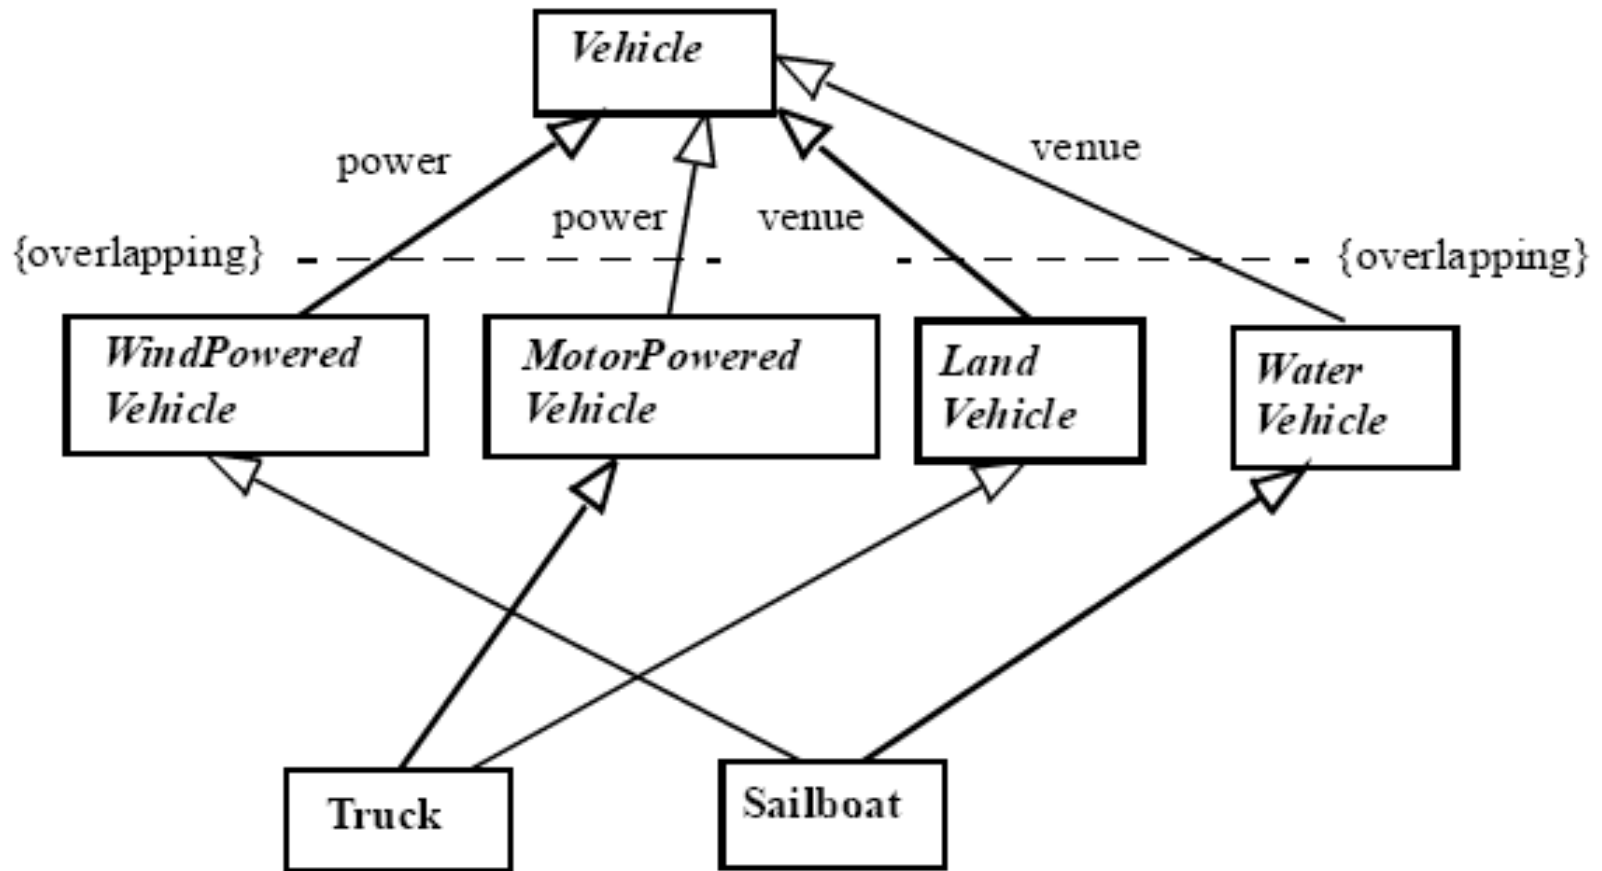 Vehicle
power
venue
power
venue
{overlapping}
{overlapping}
WindPowered
Vehicle
MotorPowered
Vehicle
Land
Vehicle
Water
Vehicle
Truck
Sailboat